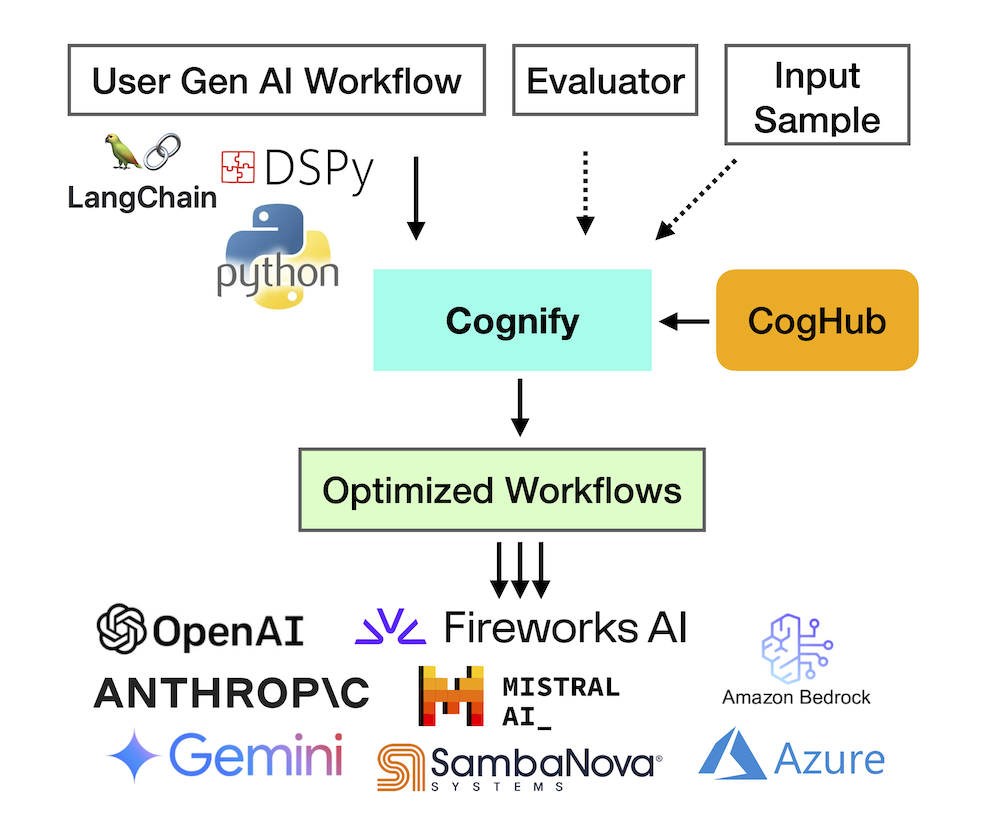 User Gen AI Workflow
Evaluator
Input
Sample
LangChain
DSPy
python
Cognify
CogHub
Optimized Workflows
OpenAI
Fireworks AI
Amazon Bedrock
ANTHROP\C
MISTRAL
AI_
Gemini
SambaNova®
SYSTEMS
Azure